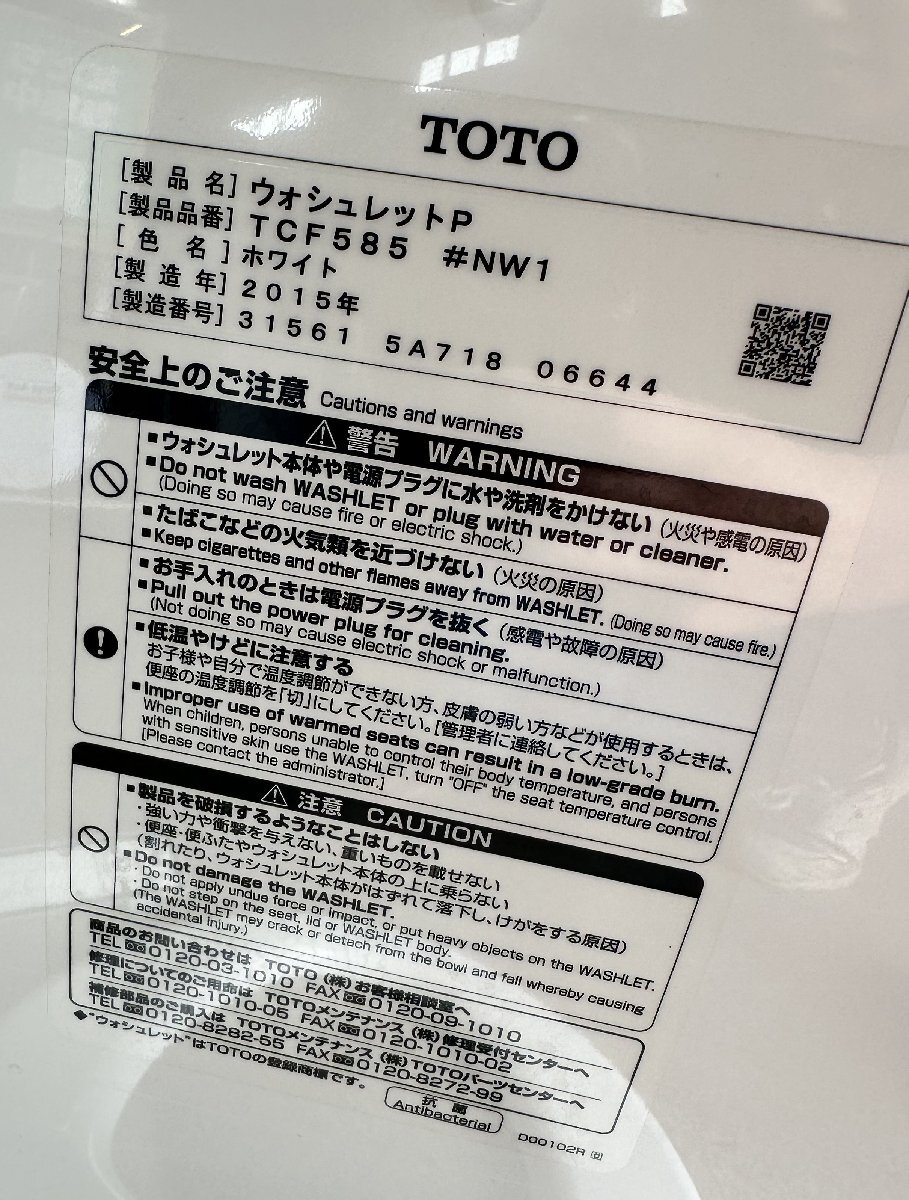 TOTO
[製品名] ウォシュレットP
[製品品番] TCF585 #NW1
[色名] ホワイト
[製造年] 2015年
[製造番号] 31561 5A718 06644
安全上のご注意 Cautions and warnings
⚠ 警告 WARNING
■ウォシュレット本体や電源プラグに水や洗剤をかけない (火災や感電の原因)
■Do not wash WASHLET or plug with water or cleaner.
(Doing so may cause fire or electric shock.)
■たばこなどの火気類を近づけない (火災の原因)
■Keep cigarettes and other flames away from WASHLET. (Doing so may cause fire.)
■お手入れのときは電源プラグを抜く (感電や故障の原因)
■Pull out the power plug for cleaning.
(Not doing so may cause electric shock or malfunction.)
■低温やけどに注意する
お子様や自分で温度調節ができない方、皮膚の弱い方などが使用するときは、
便座の温度調節を「切」にしてください。[管理者に連絡してください。]
■Improper use of warmed seats can result in a low-grade burn.
When children, persons unable to control their body temperature, and persons
with sensitive skin use the WASHLET, turn "OFF" the seat temperature control.
[Please contact the administrator.]
⚠ 注意 CAUTION
■製品を破損するようなことはしない
・強い力や衝撃を与えない、重いものを載せない
・便座・便ふたやウォシュレット本体の上に乗らない
(割れたり、ウォシュレット本体がはずれて落下し、けがをする原因)
■Do not damage the WASHLET.
・Do not apply undue force or impact, or put heavy objects on the WASHLET.
・Do not step on the seat, lid or WASHLET body.
(The WASHLET may crack or detach from the bowl and fall whereby causing
accidental injury.)
商品のお問い合わせは TOTO (株) お客様相談室へ
TEL 0120-03-1010 FAX 0120-09-1010
修理についてのご用命は TOTOメンテナンス (株) 修理受付センターへ
TEL 0120-1010-05 FAX 0120-1010-02
補修部品のご購入は TOTOメンテナンス (株) TOTOパーツセンターへ
TEL 0120-8282-55 FAX 0120-8272-99
◆"ウォシュレット"はTOTOの登録商標です。
抗菌
Antibacterial
D00102R